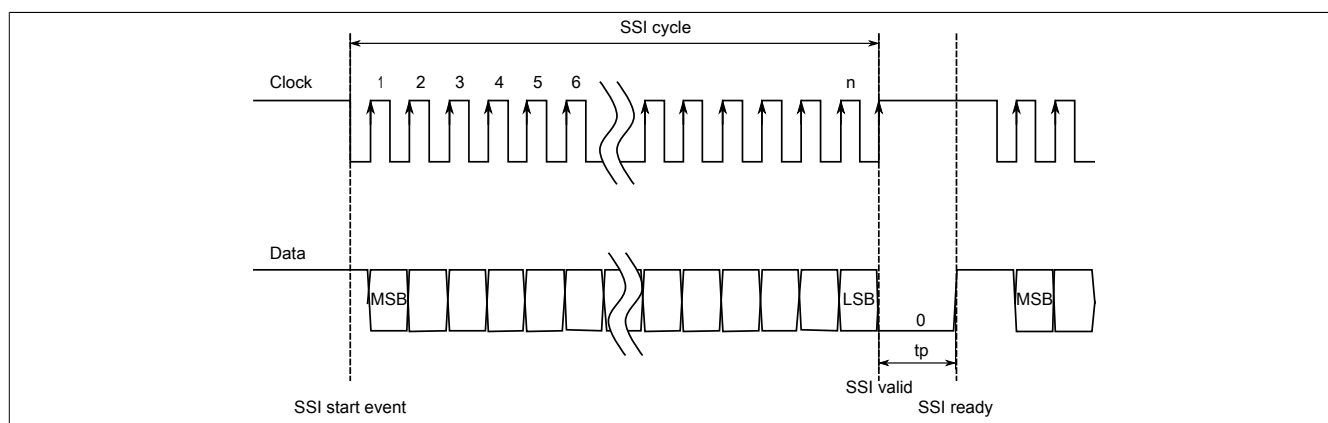 SSI cycle
Clock
1 2 3 4 5 6 n
Data
MSB LSB MSB
0
tp
SSI valid
SSI start event SSI ready